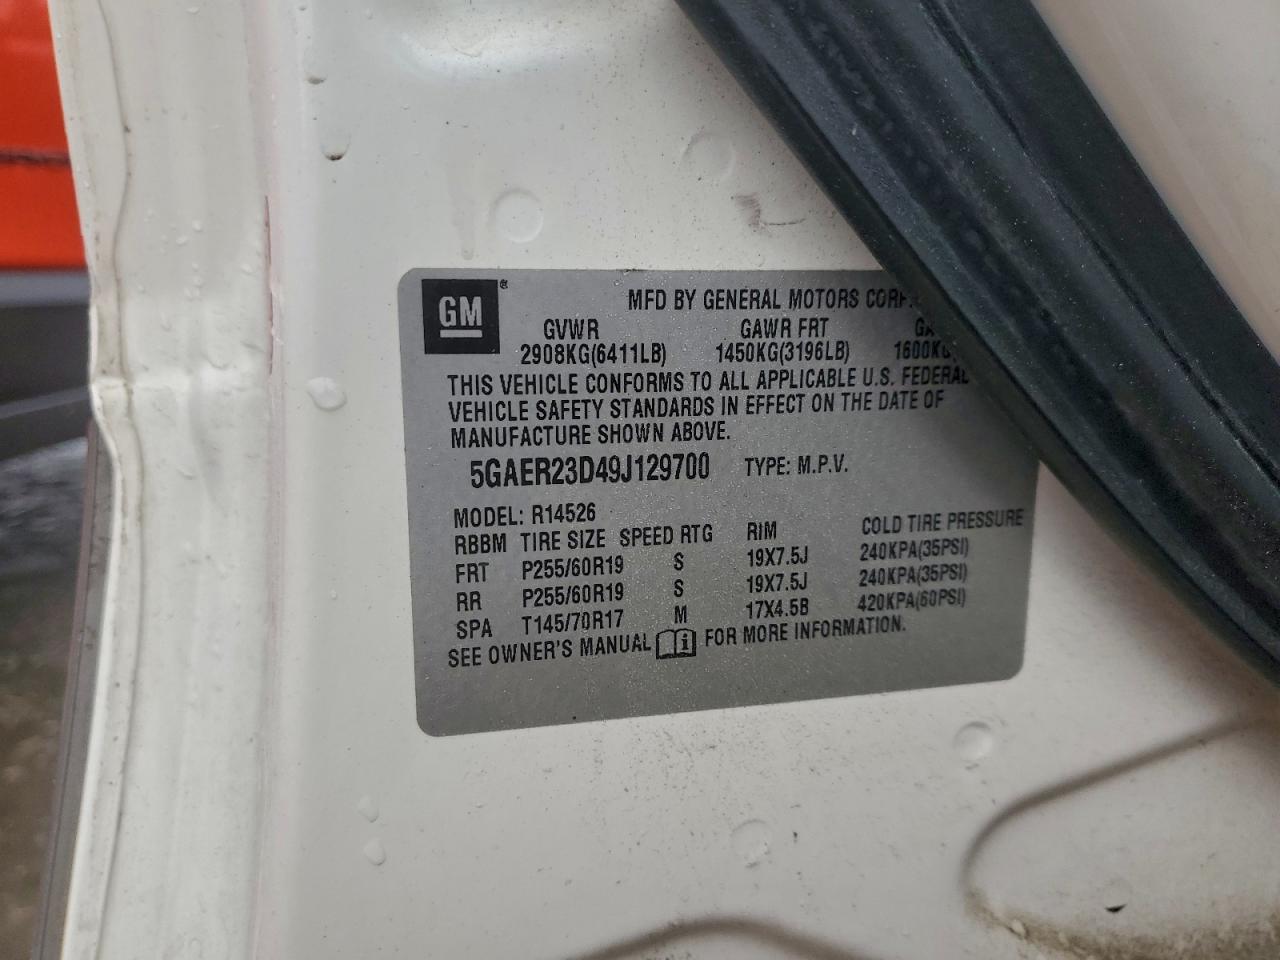 GM®
MFD BY GENERAL MOTORS CORP.
GVWR GAWR FRT
2908KG(6411LB) 1450KG(3196LB) 1600KG(
THIS VEHICLE CONFORMS TO ALL APPLICABLE U.S. FEDERAL
VEHICLE SAFETY STANDARDS IN EFFECT ON THE DATE OF
MANUFACTURE SHOWN ABOVE.
5GAER23D49J129700 TYPE: M.P.V.
MODEL: R14526
RBBM TIRE SIZE SPEED RTG RIM COLD TIRE PRESSURE
FRT P255/60R19 S 19X7.5J 240KPA(35PSI)
RR P255/60R19 S 19X7.5J 240KPA(35PSI)
SPA T145/70R17 M 17X4.5B 420KPA(60PSI)
SEE OWNER'S MANUAL FOR MORE INFORMATION.